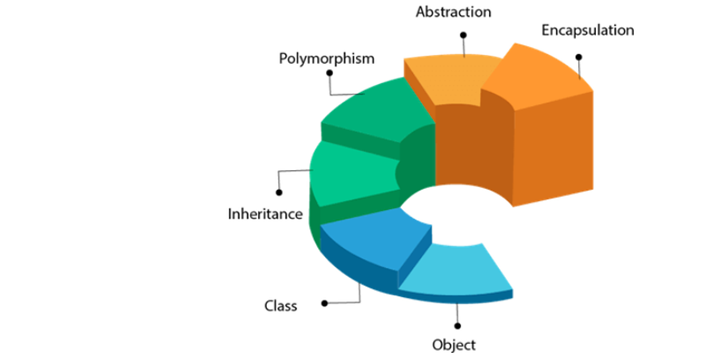 Abstraction
Encapsulation
Polymorphism
Inheritance
Class
Object